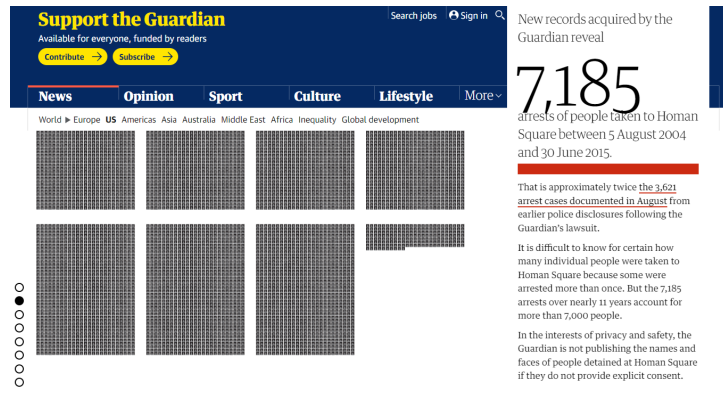 Support the Guardian
Available for everyone, funded by readers
Contribute →
Subscribe →
Search jobs
Sign in
News
Opinion
Sport
Culture
Lifestyle
More
World ▶ Europe US Americas Asia Australia Middle East Africa Inequality Global development
New records acquired by the
Guardian reveal
7,185
arrests of people taken to Homan
Square between 5 August 2004
and 30 June 2015.
That is approximately twice the 3,621
arrest cases documented in August from
earlier police disclosures following the
Guardian's lawsuit.
It is difficult to know for certain how
many individual people were taken to
Homan Square because some were
arrested more than once. But the 7,185
arrests over nearly 11 years account for
more than 7,000 people.
In the interests of privacy and safety, the
Guardian is not publishing the names and
faces of people detained at Homan Square
if they do not provide explicit consent.